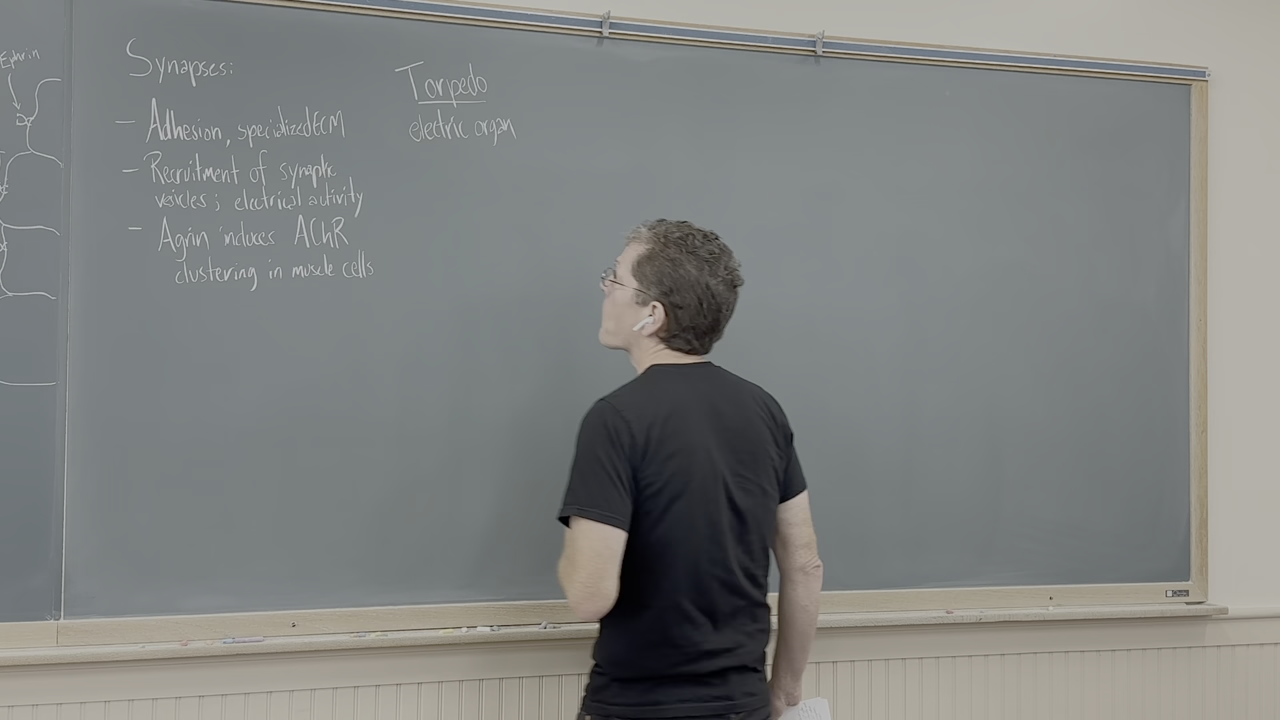 Ephrin
Synapses:
- Adhesion, specialized ECM
- Recruitment of synaptic
vesicles; electrical activity
- Agrin induces AChR
clustering in muscle cells
Torpedo
electric organ